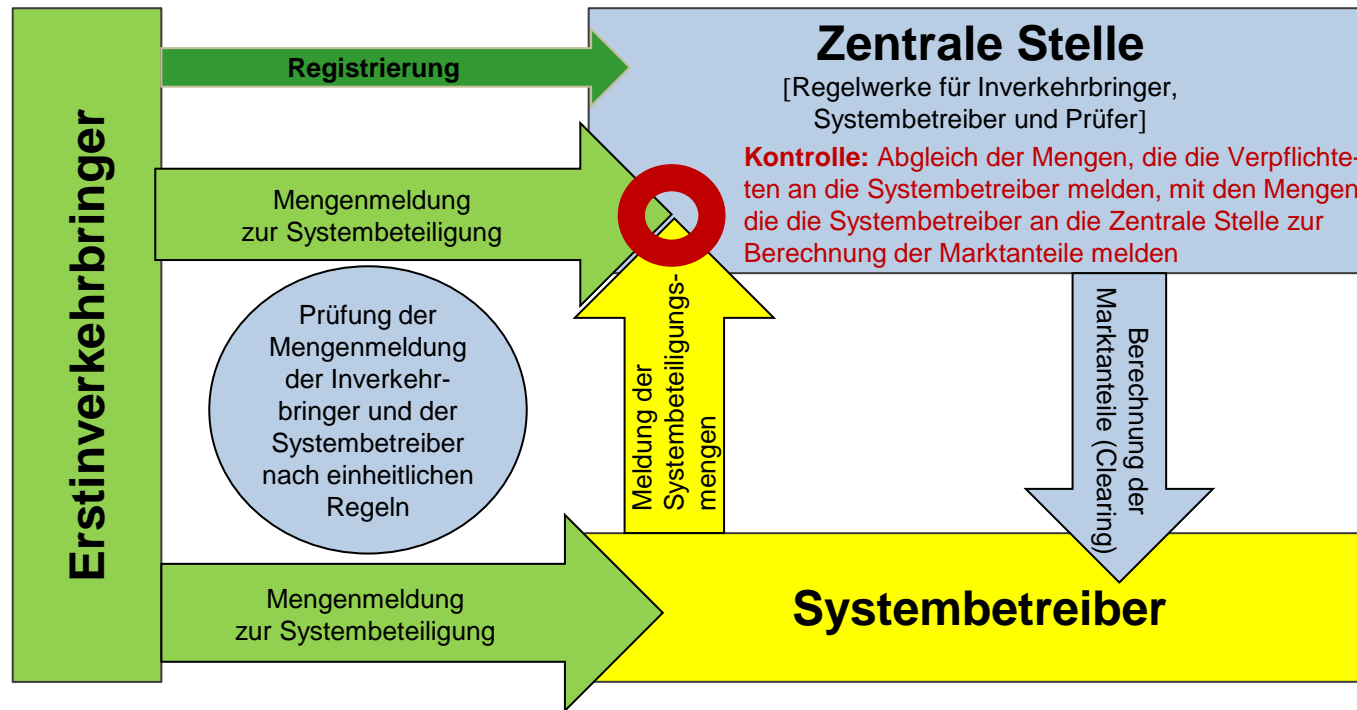 Erstinverkehrbringer
Registrierung
Zentrale Stelle
[Regelwerke für Inverkehrbringer,
Systembetreiber und Prüfer]
Kontrolle: Abgleich der Mengen, die die Verpflichte-
ten an die Systembetreiber melden, mit den Mengen
die die Systembetreiber an die Zentrale Stelle zur
Berechnung der Marktanteile melden
Mengenmeldung
zur Systembeteiligung
Prüfung der
Mengenmeldung
der Inverkehr-
bringer und der
Systembetreiber
nach einheitlichen
Regeln
Meldung der
Systembeteiligungs-
mengen
Berechnung der
Marktanteile (Clearing)
Mengenmeldung
zur Systembeteiligung
Systembetreiber